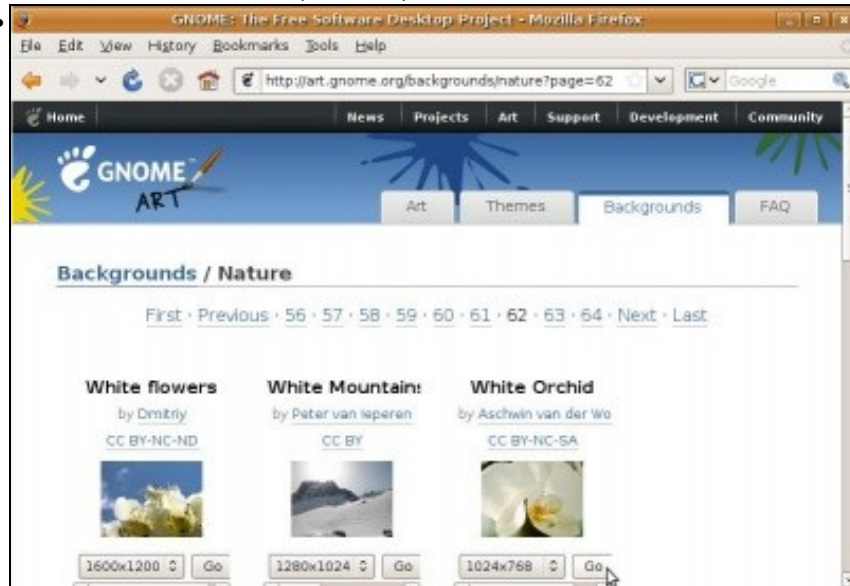 GNOME: The Free Software Desktop Project - Mozilla Firefox
File Edit View History Bookmarks Tools Help
http://art.gnome.org/backgrounds/nature?page=62 Google
Home News Projects Art Support Development Community
GNOME ART
Art Themes Backgrounds FAQ
Backgrounds / Nature
First · Previous · 56 · 57 · 58 · 59 · 60 · 61 · 62 · 63 · 64 · Next · Last
White flowers White Mountains White Orchid
by Dmitriy by Peter van Ieperen by Aschwin van der Wo
CC BY-NC-ND CC BY CC BY-NC-SA
1600x1200 Go 1280x1024 Go 1024x768 Go